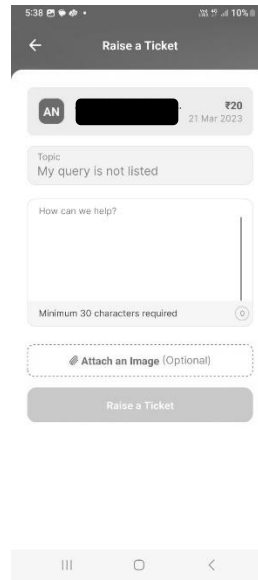 5:38
10%
Raise a Ticket
AN
₹20
21 Mar 2023
Topic
My query is not listed
How can we help?
Minimum 30 characters required
0
Attach an Image (Optional)
Raise a Ticket